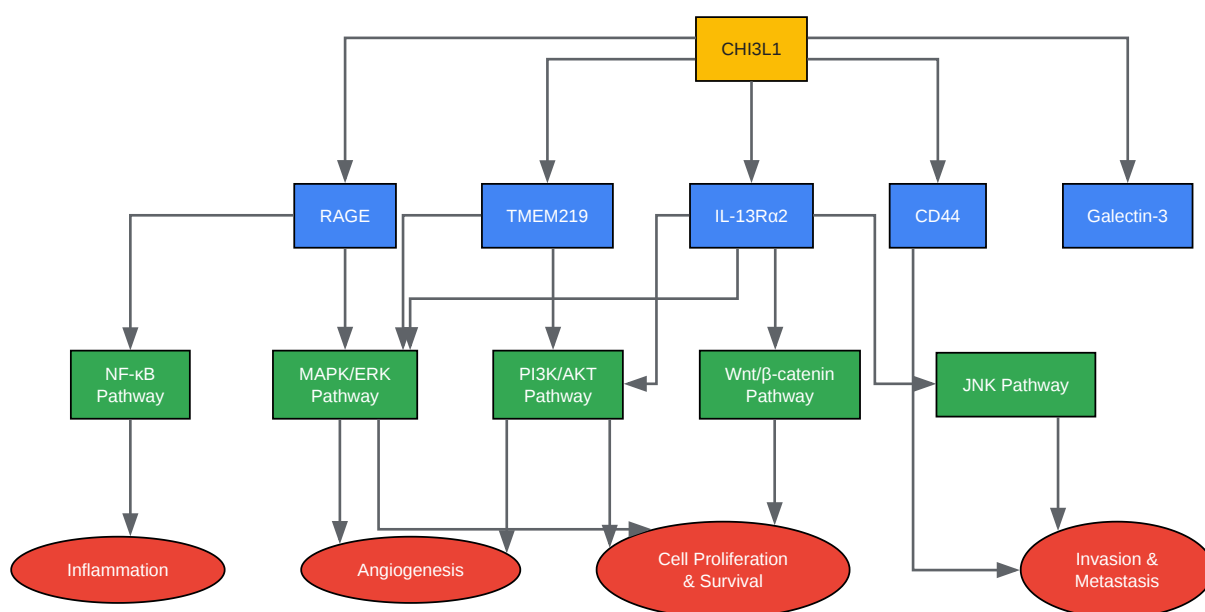 CHI3L1
RAGE
TMEM219
IL-13Rα2
CD44
Galectin-3
NF-κB
Pathway
MAPK/ERK
Pathway
PI3K/AKT
Pathway
Wnt/β-catenin
Pathway
JNK Pathway
Inflammation
Angiogenesis
Cell Proliferation
& Survival
Invasion &
Metastasis